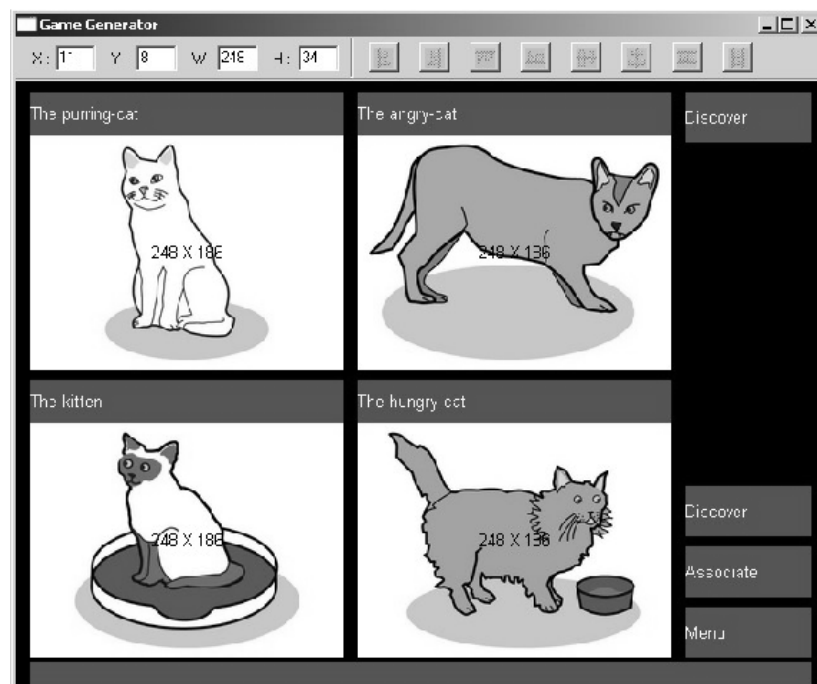 Game Generator
X: 11 Y 8 W 248 H: 34
The purring-cat
The angry-cat
Discover
248 X 186
248 X 136
The kitten
The hungry cat
248 X 186
248 X 136
Discover
Associate
Menu